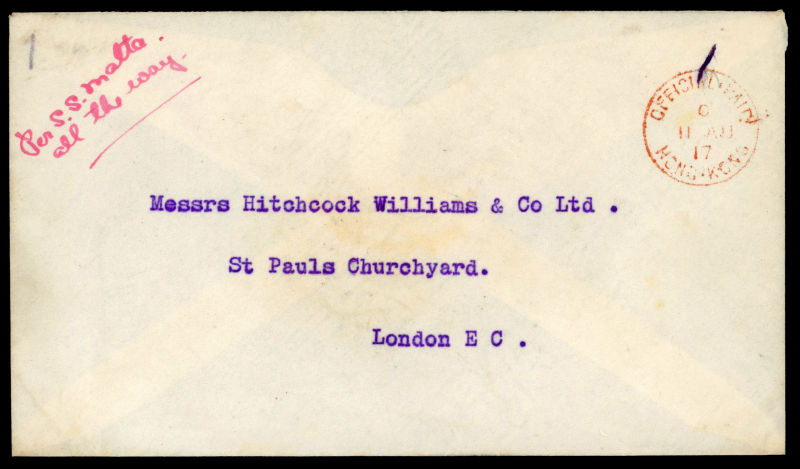 1
Per S.S. Malta.
all the way.
OFFICIAL PAID
C
11 AU
17
HONG-KONG
Messrs Hitchcock Williams & Co Ltd .
St Pauls Churchyard.
London E C .